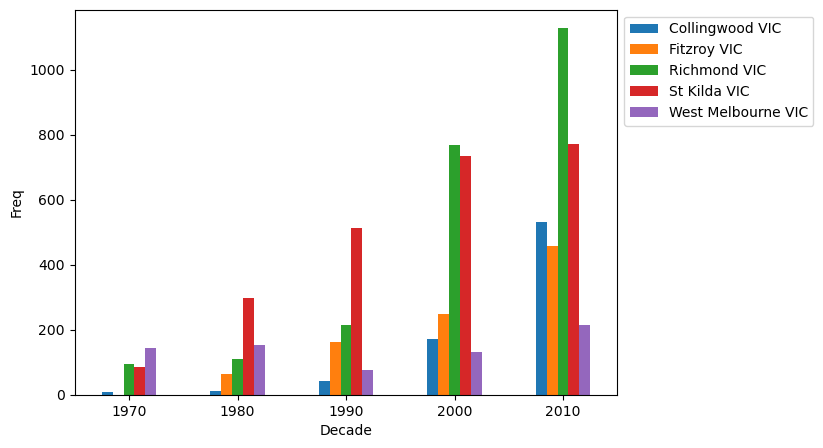 Collingwood VIC
Fitzroy VIC
Richmond VIC
St Kilda VIC
West Melbourne VIC
Freq
1000
800
600
400
200
0
1970 1980 1990 2000 2010
Decade